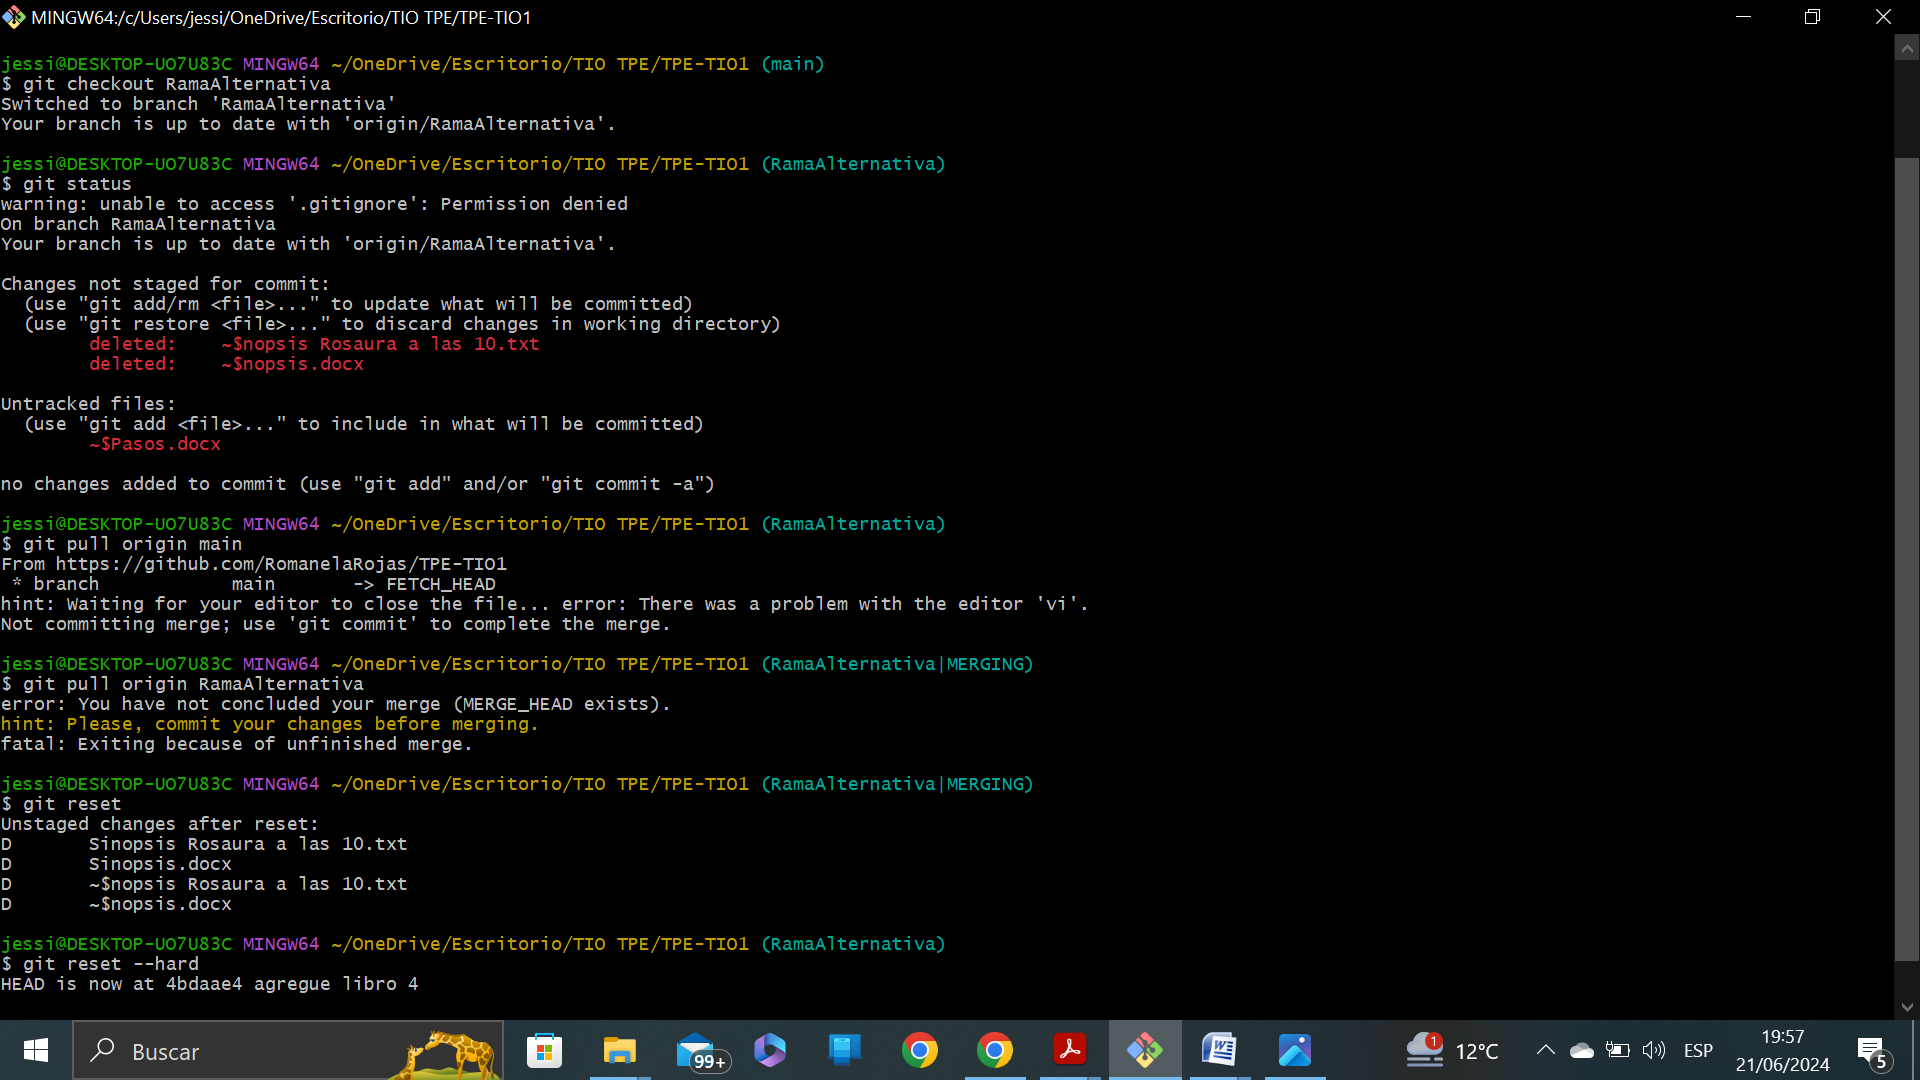 MINGW64:/c/Users/jessi/OneDrive/Escritorio/TIO TPE/TPE-TIO1
jessi@DESKTOP-UO7U83C MINGW64 ~/OneDrive/Escritorio/TIO TPE/TPE-TIO1 (main)
$ git checkout RamaAlternativa
Switched to branch 'RamaAlternativa'
Your branch is up to date with 'origin/RamaAlternativa'.
jessi@DESKTOP-UO7U83C MINGW64 ~/OneDrive/Escritorio/TIO TPE/TPE-TIO1 (RamaAlternativa)
$ git status
warning: unable to access '.gitignore': Permission denied
On branch RamaAlternativa
Your branch is up to date with 'origin/RamaAlternativa'.
Changes not staged for commit:
(use "git add/rm <file>..." to update what will be committed)
(use "git restore <file>..." to discard changes in working directory)
deleted: ~$nopsis Rosaura a las 10.txt
deleted: ~$nopsis.docx
Untracked files:
(use "git add <file>..." to include in what will be committed)
~$Pasos.docx
no changes added to commit (use "git add" and/or "git commit -a")
jessi@DESKTOP-UO7U83C MINGW64 ~/OneDrive/Escritorio/TIO TPE/TPE-TIO1 (RamaAlternativa)
$ git pull origin main
From https://github.com/RomanelaRojas/TPE-TIO1
* branch main -> FETCH_HEAD
hint: Waiting for your editor to close the file... error: There was a problem with the editor 'vi'.
Not committing merge; use 'git commit' to complete the merge.
jessi@DESKTOP-UO7U83C MINGW64 ~/OneDrive/Escritorio/TIO TPE/TPE-TIO1 (RamaAlternativa|MERGING)
$ git pull origin RamaAlternativa
error: You have not concluded your merge (MERGE_HEAD exists).
hint: Please, commit your changes before merging.
fatal: Exiting because of unfinished merge.
jessi@DESKTOP-UO7U83C MINGW64 ~/OneDrive/Escritorio/TIO TPE/TPE-TIO1 (RamaAlternativa|MERGING)
$ git reset
Unstaged changes after reset:
D Sinopsis Rosaura a las 10.txt
D Sinopsis.docx
D ~$nopsis Rosaura a las 10.txt
D ~$nopsis.docx
jessi@DESKTOP-UO7U83C MINGW64 ~/OneDrive/Escritorio/TIO TPE/TPE-TIO1 (RamaAlternativa)
$ git reset --hard
HEAD is now at 4bdaae4 agregue libro 4
Buscar
99+
1
12°C
ESP
19:57
21/06/2024
5